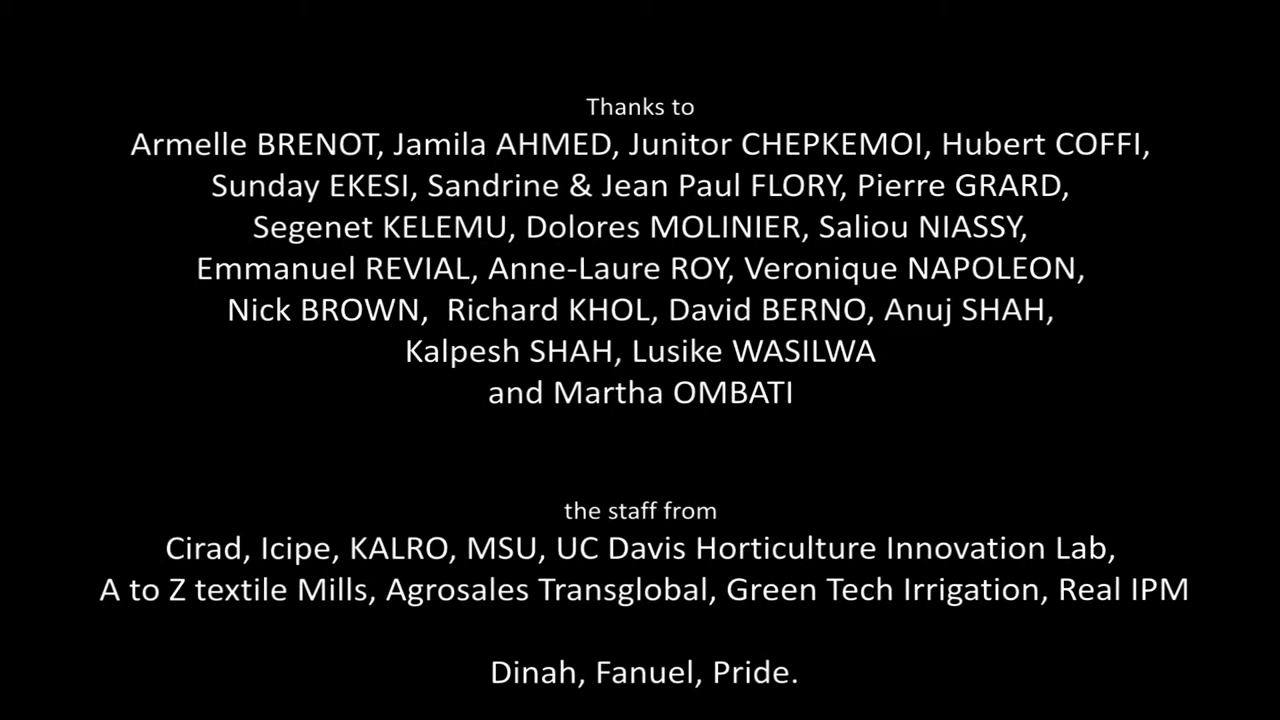 Thanks to
Armelle BRENOT, Jamila AHMED, Junitor CHEPKEMOI, Hubert COFFI,
Sunday EKESI, Sandrine & Jean Paul FLORY, Pierre GRARD,
Segenet KELEMU, Dolores MOLINIER, Saliou NIASSY,
Emmanuel REVIAL, Anne-Laure ROY, Veronique NAPOLEON,
Nick BROWN, Richard KHOL, David BERNO, Anuj SHAH,
Kalpesh SHAH, Lusike WASILWA
and Martha OMBATI
the staff from
Cirad, Icipe, KALRO, MSU, UC Davis Horticulture Innovation Lab,
A to Z textile Mills, Agrosales Transglobal, Green Tech Irrigation, Real IPM
Dinah, Fanuel, Pride.